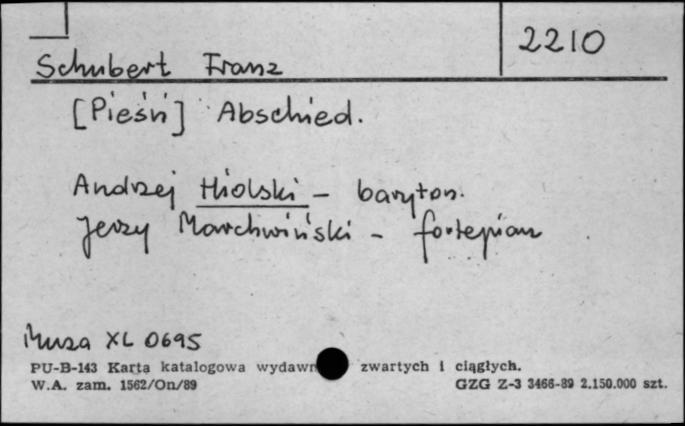 2210
Schubert Franz
[Pieśń] Abschied.
Andrzej Hiolski - baryton.
Jerzy Marchwiński - fortepian
Muza XL 0695
PU-B-143 Karta katalogowa wydawn zwartych i ciągłych.
W.A. zam. 1562/On/89 GZG Z-3 3466-89 2.150.000 szt.